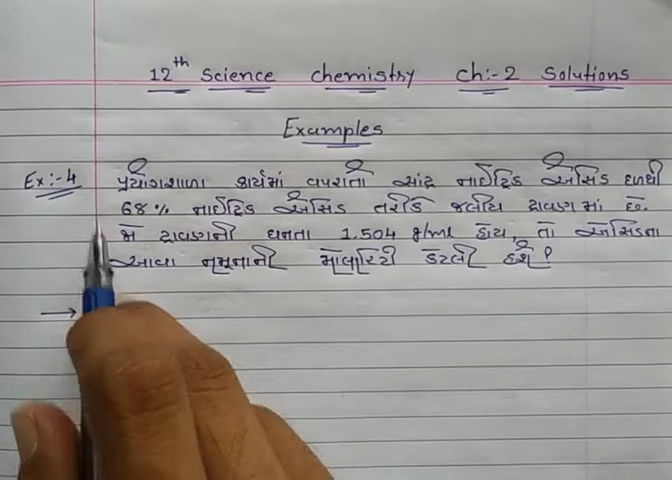 12th Science Chemistry Ch:-2 Solutions
Examples
Ex:-4 પ્રયોગશાળા કાર્યમાં વપરાતો સાંદ્ર નાઈટ્રિક એસિડ દળથી
68% નાઈટ્રિક એસિડ તરીકે જલીય દ્રાવણ માં છે.
જો દ્રાવણની ઘનતા 1.504 g/ml હોય, તો એસિડના
આવા નમૂનાની મોલારિટી કેટલી હશે?
→